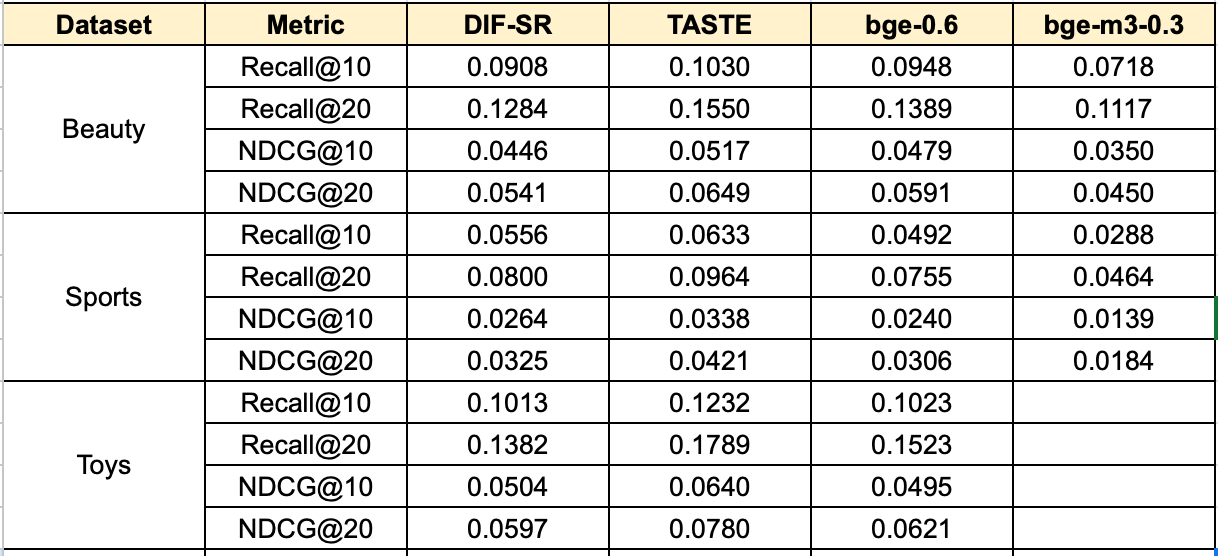 Dataset Metric DIF-SR TASTE bge-0.6 bge-m3-0.3
Beauty
Recall@10 0.0908 0.1030 0.0948 0.0718
Recall@20 0.1284 0.1550 0.1389 0.1117
NDCG@10 0.0446 0.0517 0.0479 0.0350
NDCG@20 0.0541 0.0649 0.0591 0.0450
Sports
Recall@10 0.0556 0.0633 0.0492 0.0288
Recall@20 0.0800 0.0964 0.0755 0.0464
NDCG@10 0.0264 0.0338 0.0240 0.0139
NDCG@20 0.0325 0.0421 0.0306 0.0184
Toys
Recall@10 0.1013 0.1232 0.1023
Recall@20 0.1382 0.1789 0.1523
NDCG@10 0.0504 0.0640 0.0495
NDCG@20 0.0597 0.0780 0.0621